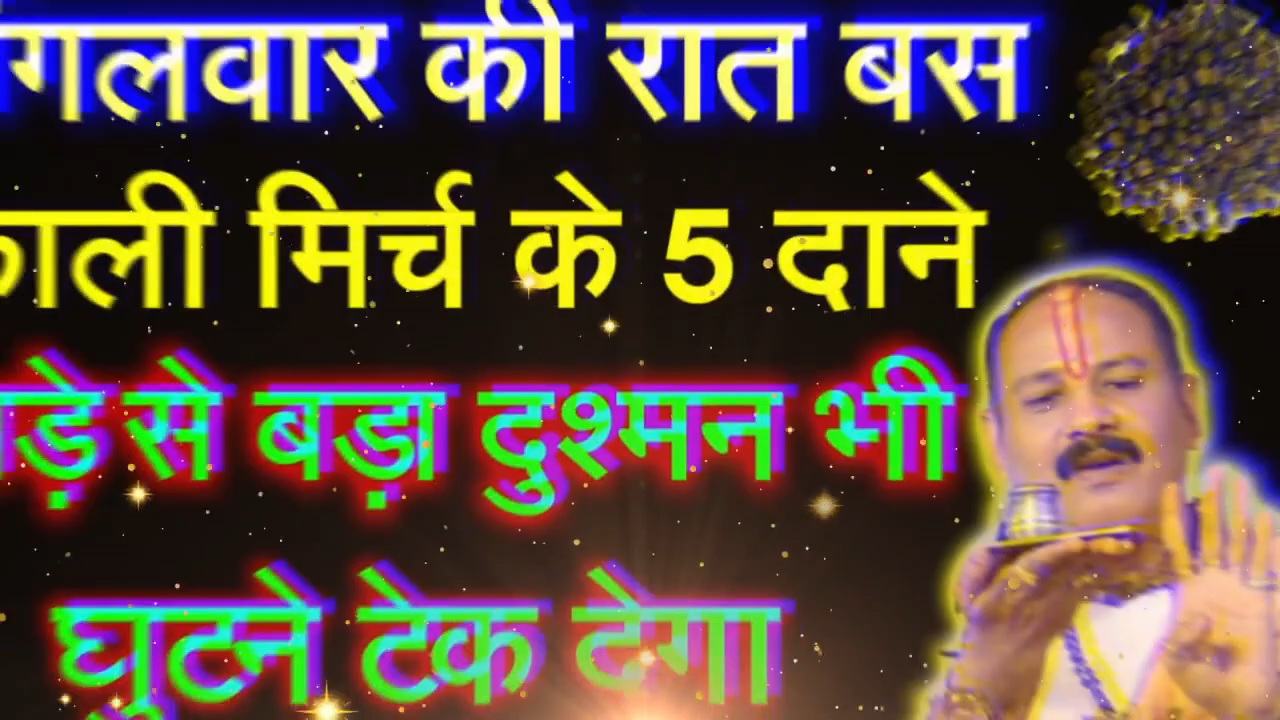 गलवार की रात बस
काली मिर्च के 5 दाने
ड़े से बड़ा दुश्मन भी
घुटने टेक देगा